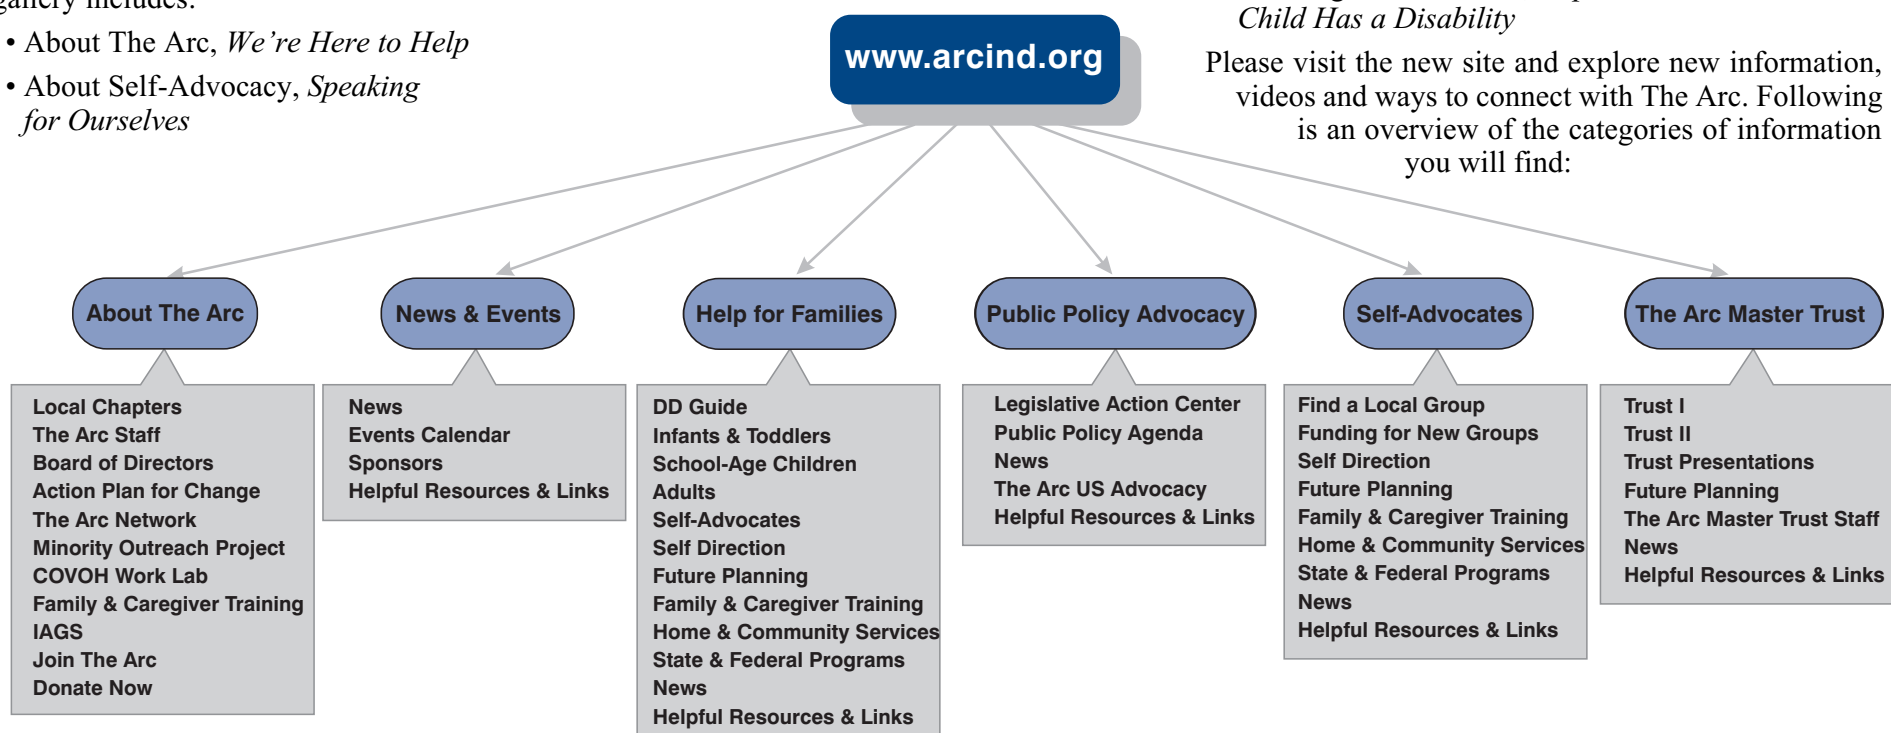 gallery includes:
• About The Arc, We’re Here to Help
• About Self-Advocacy, Speaking
for Ourselves
www.arcind.org
Child Has a Disability
Please visit the new site and explore new information,
videos and ways to connect with The Arc. Following
is an overview of the categories of information
you will find:
About The Arc
Local Chapters
The Arc Staff
Board of Directors
Action Plan for Change
The Arc Network
Minority Outreach Project
COVOH Work Lab
Family & Caregiver Training
IAGS
Join The Arc
Donate Now
News & Events
News
Events Calendar
Sponsors
Helpful Resources & Links
Help for Families
DD Guide
Infants & Toddlers
School-Age Children
Adults
Self-Advocates
Self Direction
Future Planning
Family & Caregiver Training
Home & Community Services
State & Federal Programs
News
Helpful Resources & Links
Public Policy Advocacy
Legislative Action Center
Public Policy Agenda
News
The Arc US Advocacy
Helpful Resources & Links
Self-Advocates
Find a Local Group
Funding for New Groups
Self Direction
Future Planning
Family & Caregiver Training
Home & Community Services
State & Federal Programs
News
Helpful Resources & Links
The Arc Master Trust
Trust I
Trust II
Trust Presentations
Future Planning
The Arc Master Trust Staff
News
Helpful Resources & Links